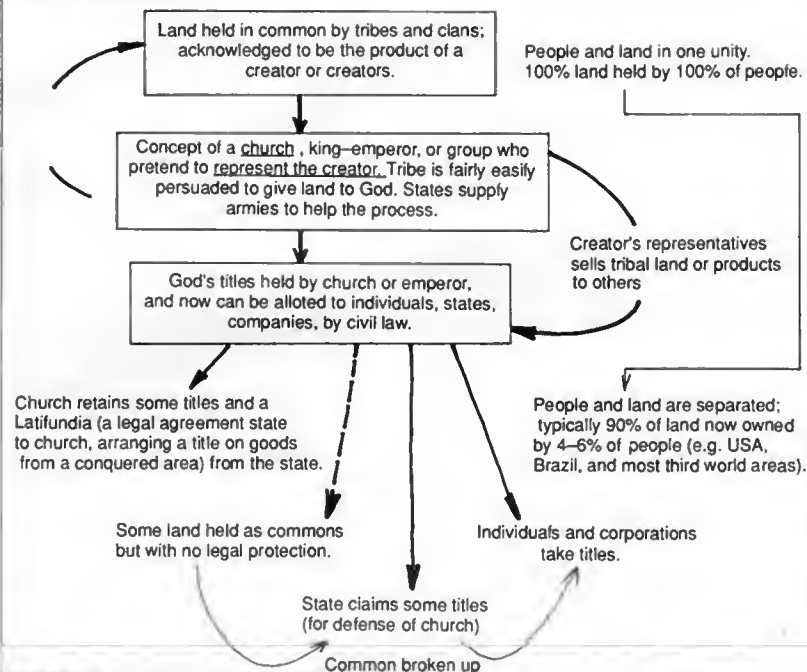 Land held in common by tribes and clans;
acknowledged to be the product of a
creator or creators.
People and land in one unity.
100% land held by 100% of people.
Concept of a church , king–emperor, or group who
pretend to represent the creator. Tribe is fairly easily
persuaded to give land to God. States supply
armies to help the process.
Creator's representatives
sells tribal land or products
to others
God's titles held by church or emperor,
and now can be alloted to individuals, states,
companies, by civil law.
Church retains some titles and a
Latifundia (a legal agreement state
to church, arranging a title on goods
from a conquered area) from the state.
People and land are separated;
typically 90% of land now owned
by 4–6% of people (e.g. USA,
Brazil, and most third world areas).
Some land held as commons
but with no legal protection.
Individuals and corporations
take titles.
State claims some titles
(for defense of church)
Common broken up